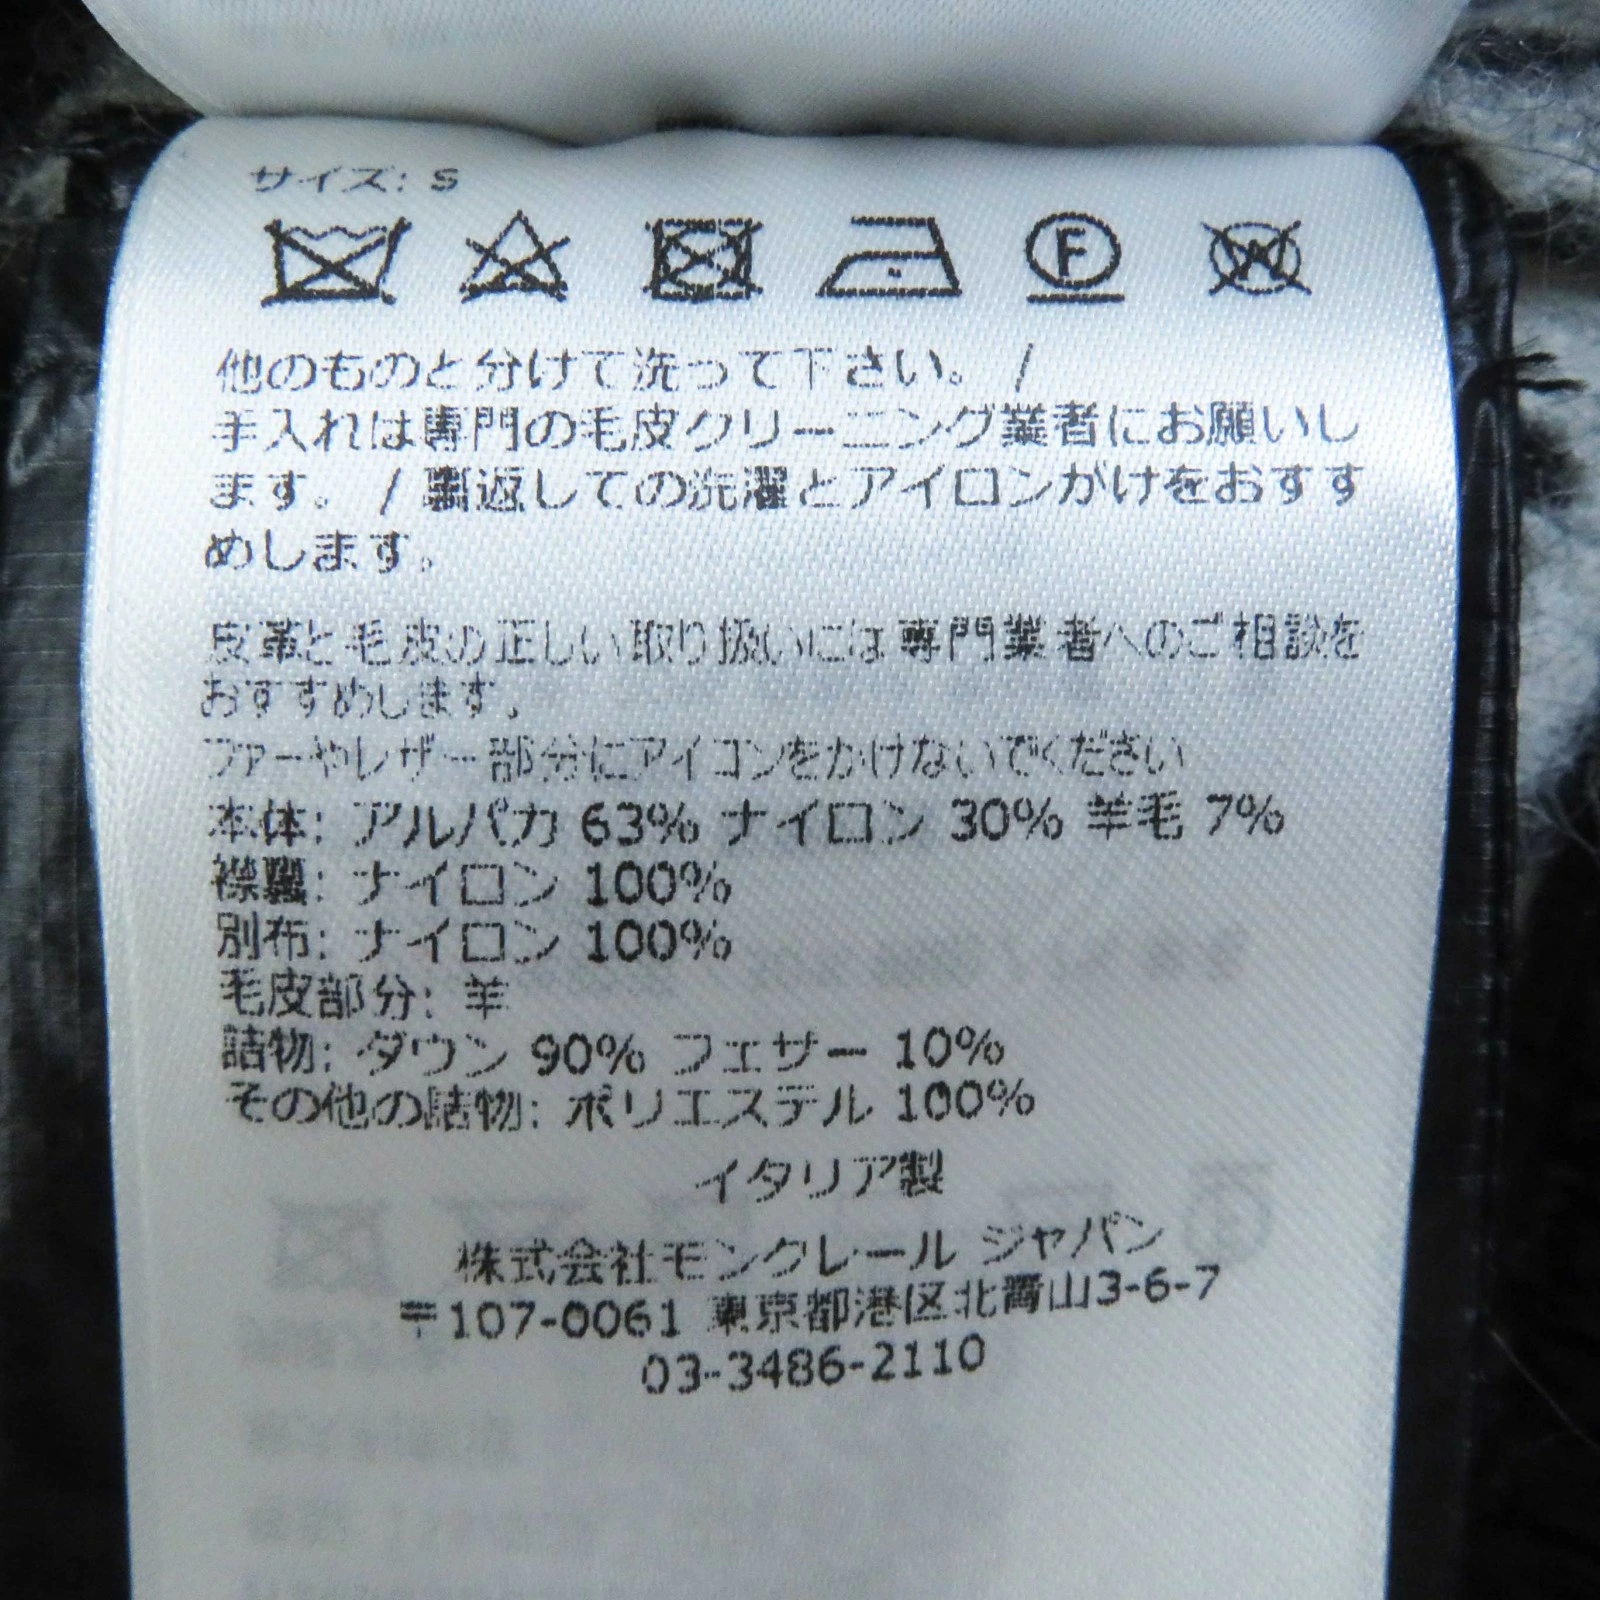 サイズ: S
F
W
他のものと分けて洗って下さい。 /
手入れは専門の毛皮クリーニング業者にお願いし
ます。 / 裏返しての洗濯とアイロンがけをおすす
めします。
皮革と毛皮の正しい取り扱いには専門業者へのご相談を
おすすめします。
ファーやレザー部分にアイコンをかけないでください
本体: アルパカ 63% ナイロン 30% 羊毛 7%
襟裏: ナイロン 100%
別布: ナイロン 100%
毛皮部分: 羊
詰物: ダウン 90% フェザー 10%
その他の詰物: ポリエステル 100%
イタリア製
株式会社モンクレール ジャパン
〒107-0061 東京都港区北青山3-6-7
03-3486-2110